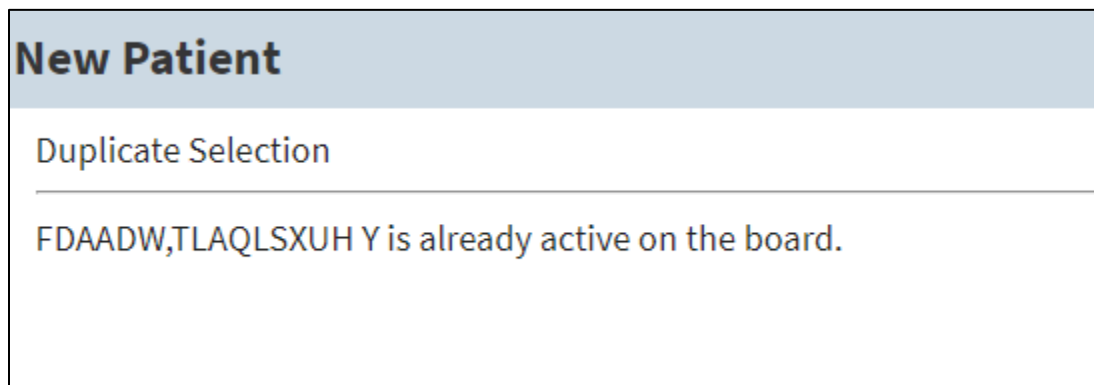 New Patient
Duplicate Selection
FDAADW,TLAQLSXUH Y is already active on the board.